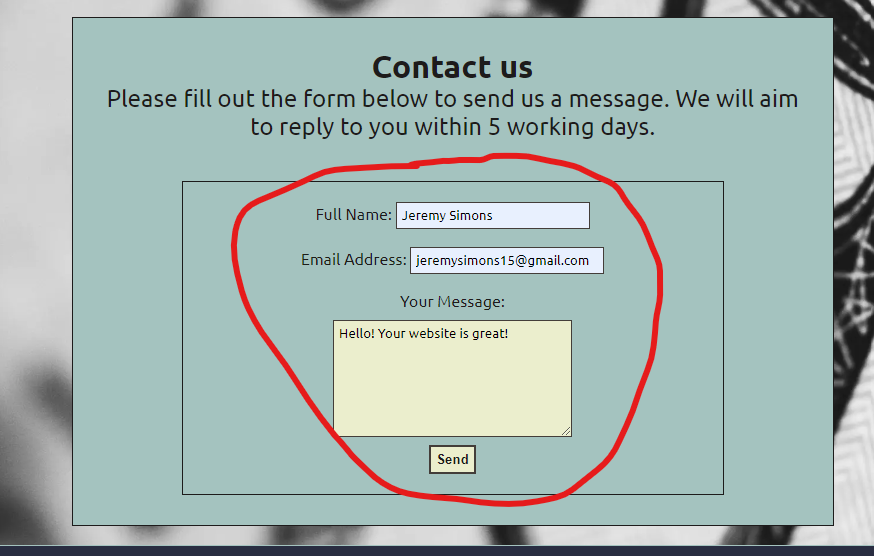 Contact us
Please fill out the form below to send us a message. We will aim
to reply to you within 5 working days.
Full Name: Jeremy Simons
Email Address: jeremysimons15@gmail.com
Your Message:
Hello! Your website is great!
Send